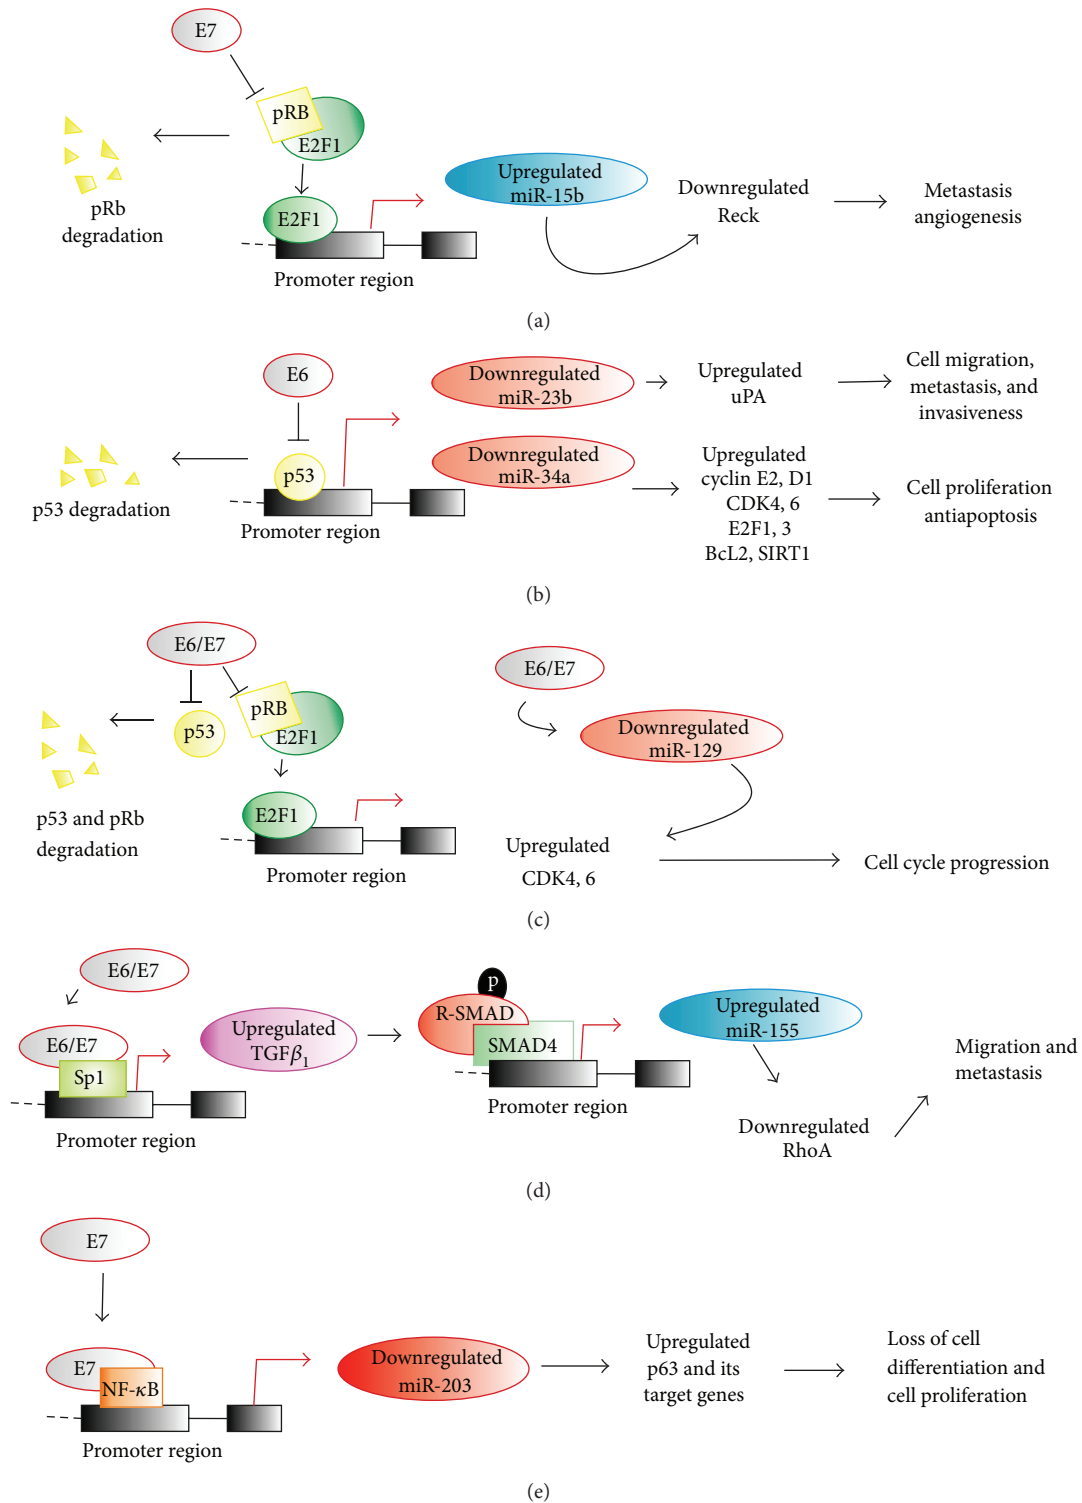 E7
pRB
E2F1
pRb
degradation
E2F1
Promoter region
Upregulated
miR-15b
Downregulated
Reck
Metastasis
angiogenesis
(a)
E6
p53
p53 degradation
Promoter region
Downregulated
miR-23b
Upregulated
uPA
Cell migration,
metastasis, and
invasiveness
Downregulated
miR-34a
Upregulated
cyclin E2, D1
CDK4, 6
E2F1, 3
BcL2, SIRT1
Cell proliferation
antiapoptosis
(b)
E6/E7
p53
pRB
E2F1
p53 and pRb
degradation
E2F1
Promoter region
E6/E7
Downregulated
miR-129
Upregulated
CDK4, 6
Cell cycle progression
(c)
E6/E7
E6/E7
Sp1
Promoter region
Upregulated
TGFβ1
p
R-SMAD
SMAD4
Promoter region
Upregulated
miR-155
Downregulated
RhoA
Migration and
metastasis
(d)
E7
E7
NF-κB
Promoter region
Downregulated
miR-203
Upregulated
p63 and its
target genes
Loss of cell
differentiation and
cell proliferation
(e)